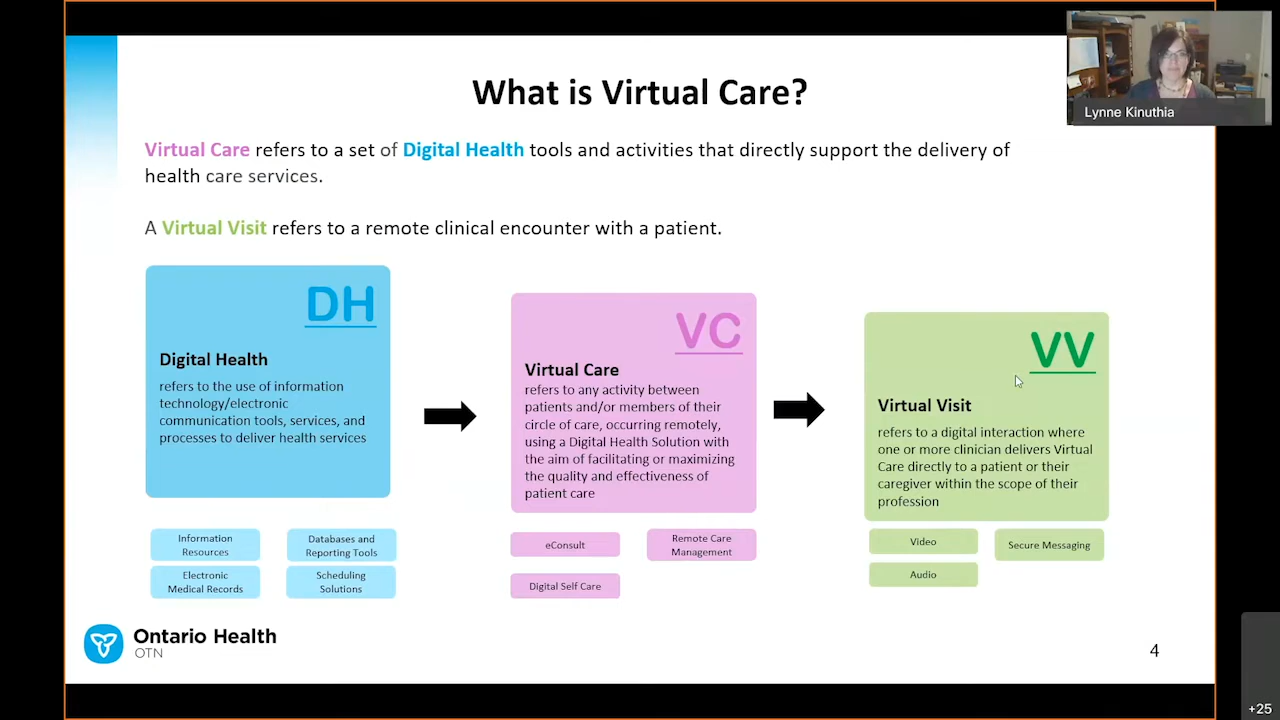 What is Virtual Care?
Lynne Kinuthia
Virtual Care refers to a set of Digital Health tools and activities that directly support the delivery of
health care services.
A Virtual Visit refers to a remote clinical encounter with a patient.
DH
Digital Health
refers to the use of information
technology/electronic
communication tools, services, and
processes to deliver health services
VC
Virtual Care
refers to any activity between
patients and/or members of their
circle of care, occurring remotely,
using a Digital Health Solution with
the aim of facilitating or maximizing
the quality and effectiveness of
patient care
VV
Virtual Visit
refers to a digital interaction where
one or more clinician delivers Virtual
Care directly to a patient or their
caregiver within the scope of their
profession
Information
Resources
Databases and
Reporting Tools
Electronic
Medical Records
Scheduling
Solutions
eConsult
Remote Care
Management
Digital Self Care
Video
Secure Messaging
Audio
Ontario Health
OTN
4
+25